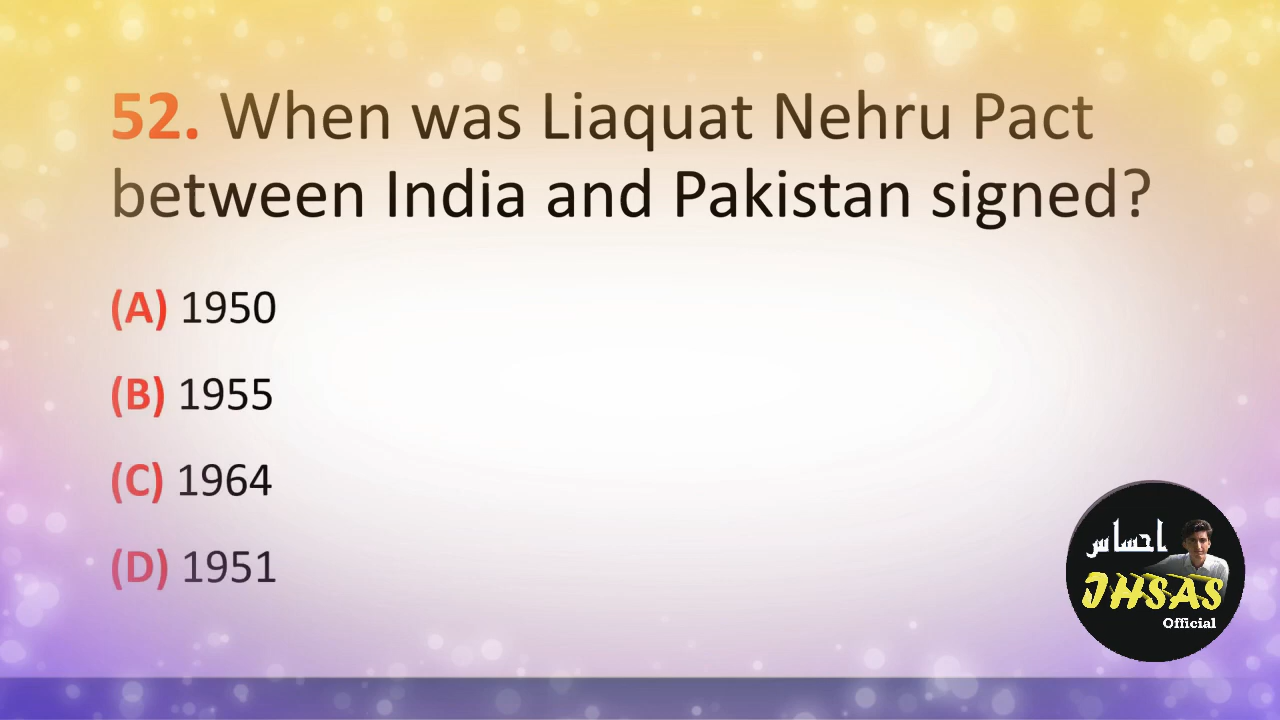 52. When was Liaquat Nehru Pact
between India and Pakistan signed?
(A) 1950
(B) 1955
(C) 1964
(D) 1951
احساس
IHSAS
Official